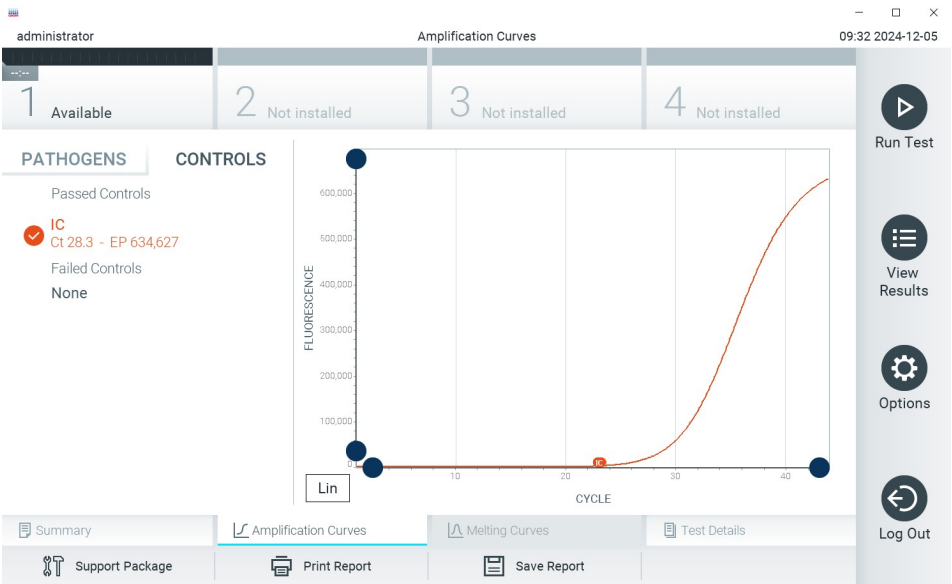 administrator
Amplification Curves
09:32 2024-12-05
--:--
1 Available
2 Not installed
3 Not installed
4 Not installed
Run Test
PATHOGENS
CONTROLS
Passed Controls
IC
Ct 28.3 - EP 634,627
Failed Controls
None
FLUORESCENCE
600,000
500,000
400,000
300,000
200,000
100,000
0
IC
10
20
30
40
Lin
CYCLE
View
Results
Options
Log Out
Summary
Amplification Curves
Melting Curves
Test Details
Support Package
Print Report
Save Report